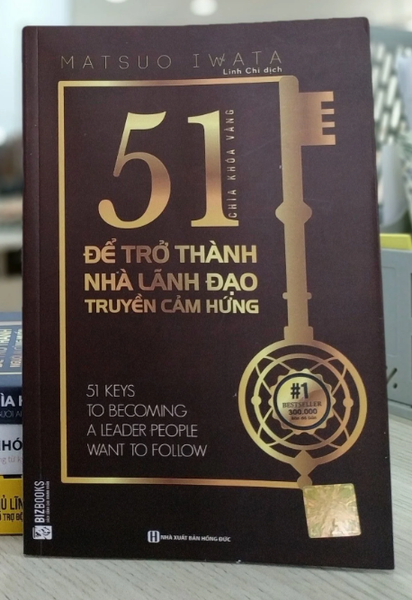 MATSUO IWATA
Linh Chi dịch
51
CHÌA KHÓA VÀNG
ĐỂ TRỞ THÀNH
NHÀ LÃNH ĐẠO
TRUYỀN CẢM HỨNG
51 KEYS
TO BECOMING
A LEADER PEOPLE
WANT TO FOLLOW
#1
BESTSELLER
300.000
BIZBOOKS
NHÀ XUẤT BẢN HỒNG ĐỨC